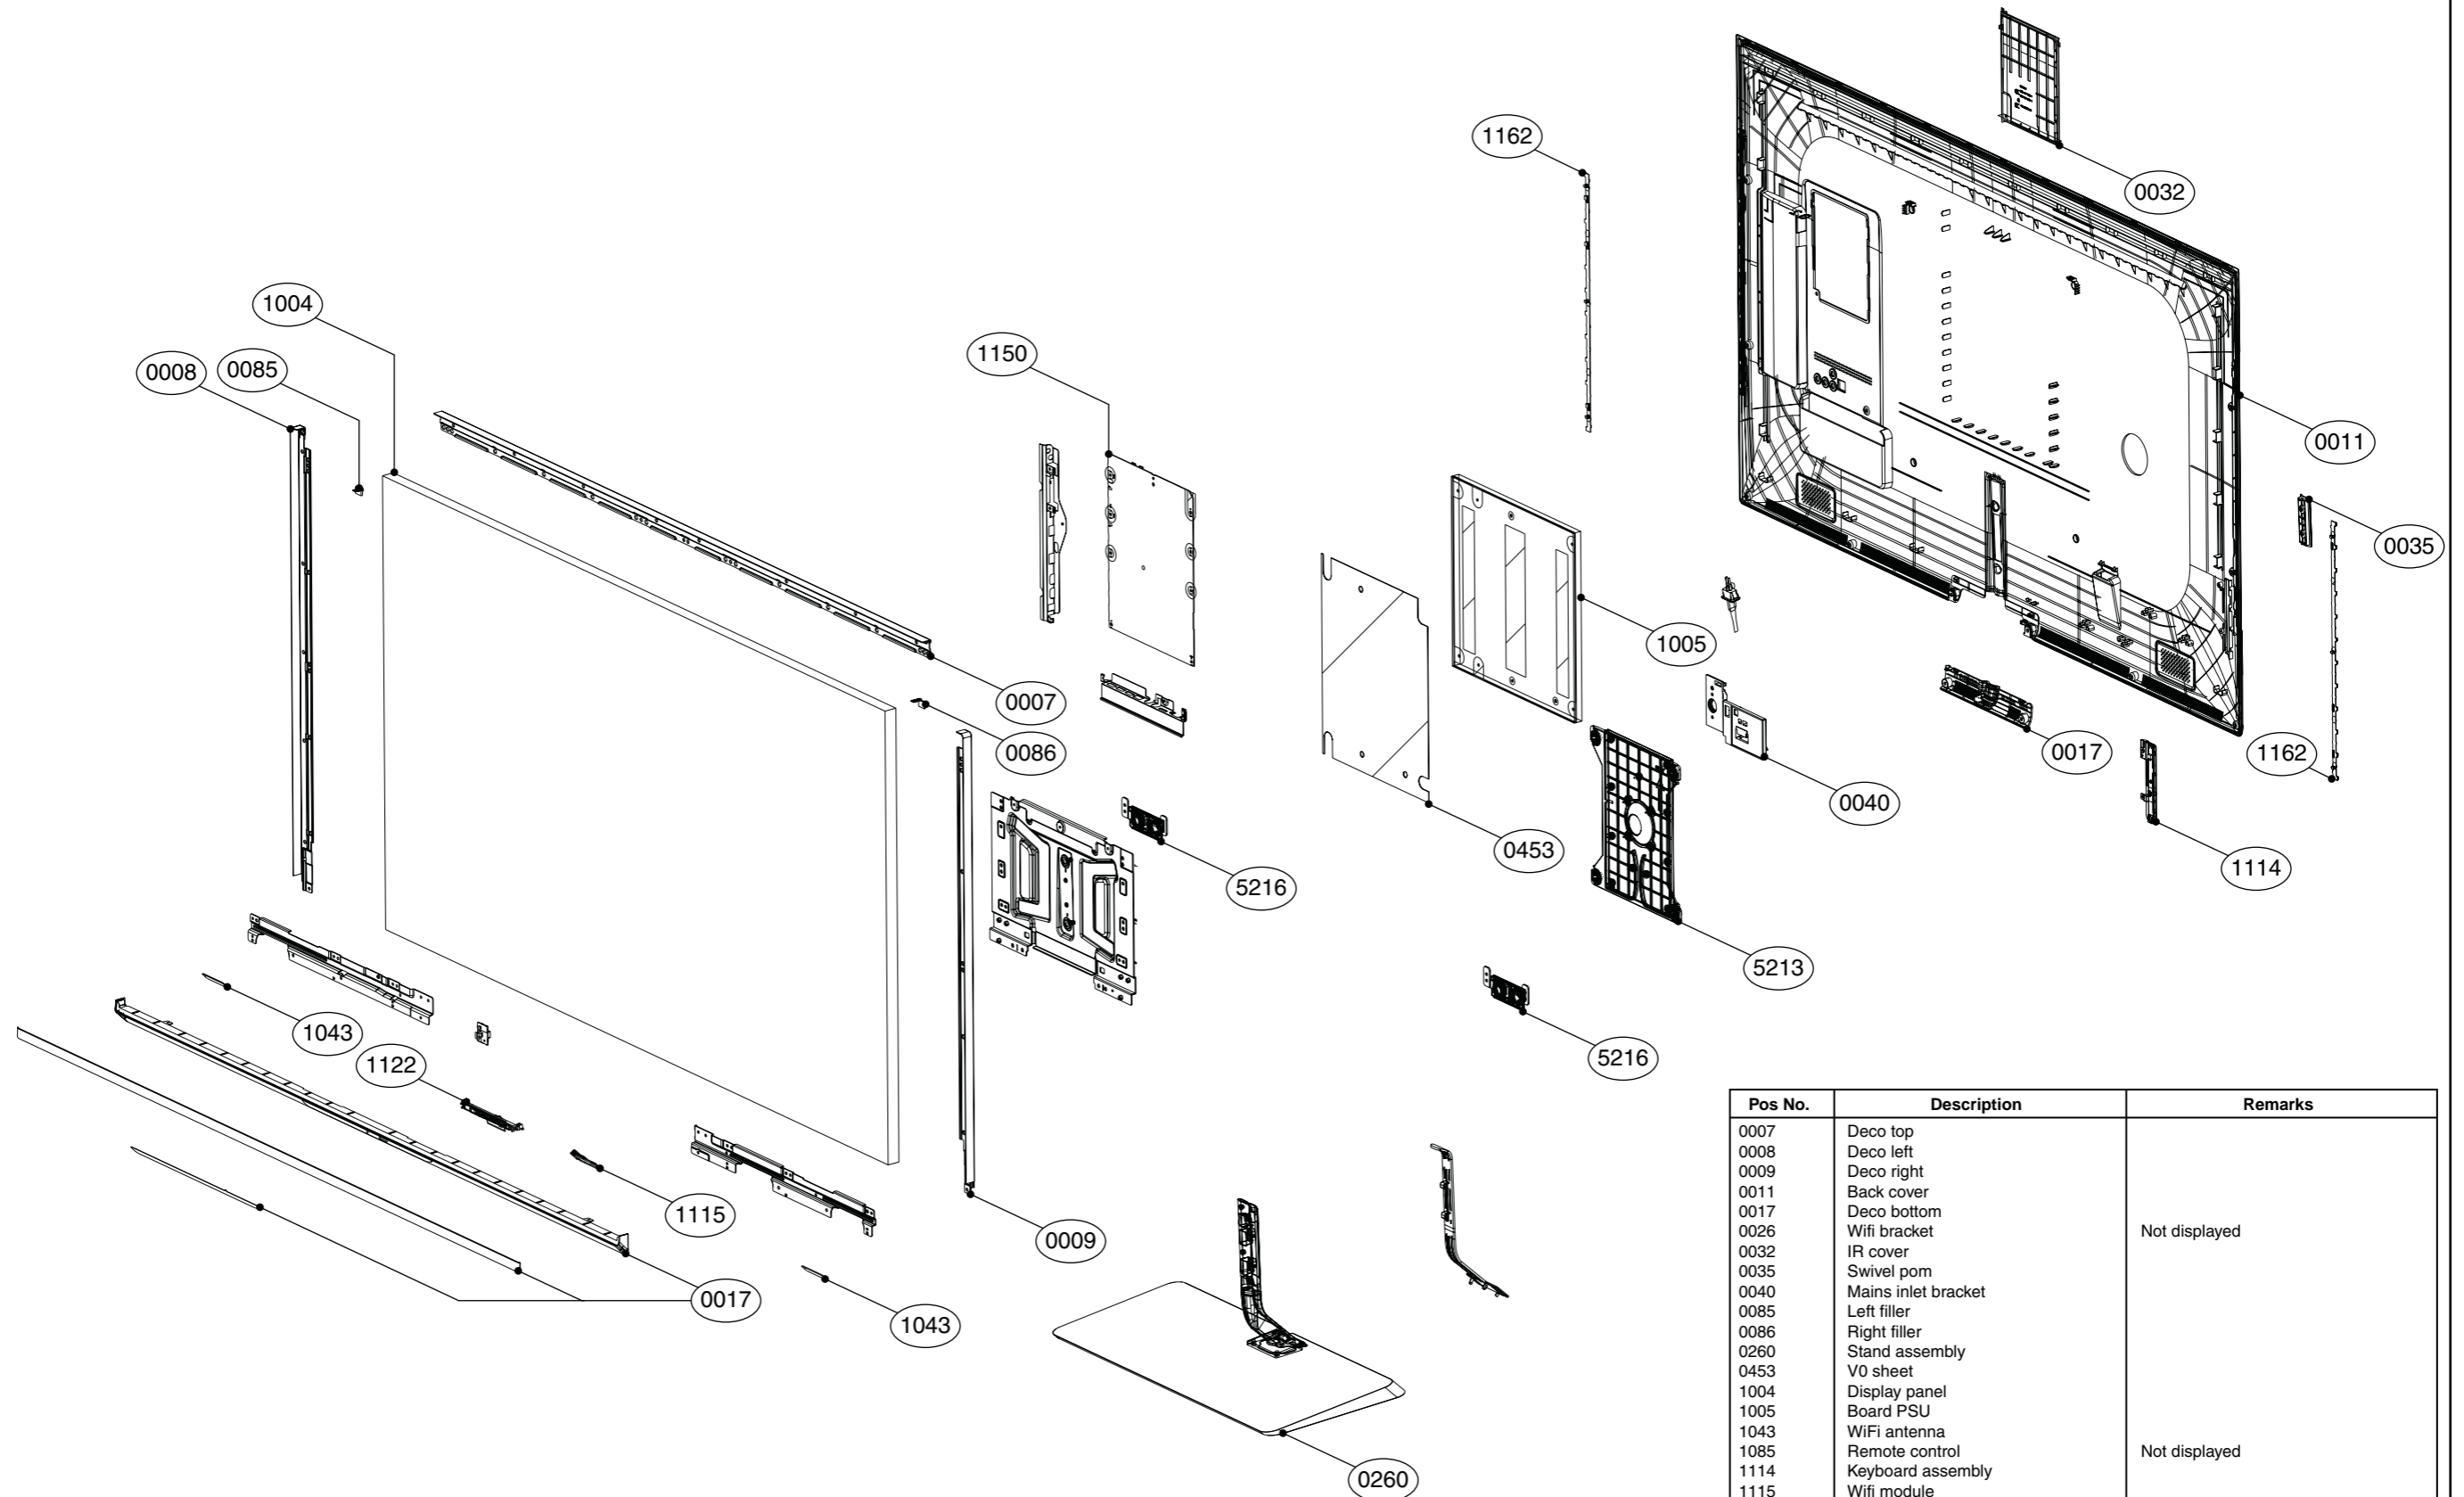 1162
0032
1004
0008
0085
1150
0011
0035
1005
0007
0086
0017
1162
0040
0453
1114
5216
5213
1043
1122
5216
1115
0009
0017
1043
0260
Pos No. Description Remarks
0007 Deco top
0008 Deco left
0009 Deco right
0011 Back cover
0017 Deco bottom
0026 Wifi bracket Not displayed
0032 IR cover
0035 Swivel pom
0040 Mains inlet bracket
0085 Left filler
0086 Right filler
0260 Stand assembly
0453 V0 sheet
1004 Display panel
1005 Board PSU
1043 WiFi antenna
1085 Remote control Not displayed
1114 Keyboard assembly
1115 Wifi module